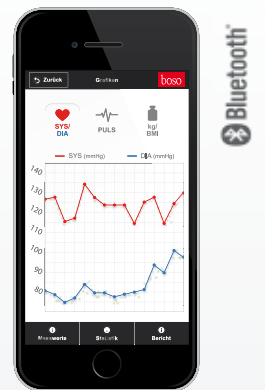 Zurück Grafiken boso
SYS/ PULS kg/
DIA BMI
SYS (mmHg) DIA (mmHg)
140
130
120
110
100
90
80
Messwerte Statistik Bericht
Bluetooth®